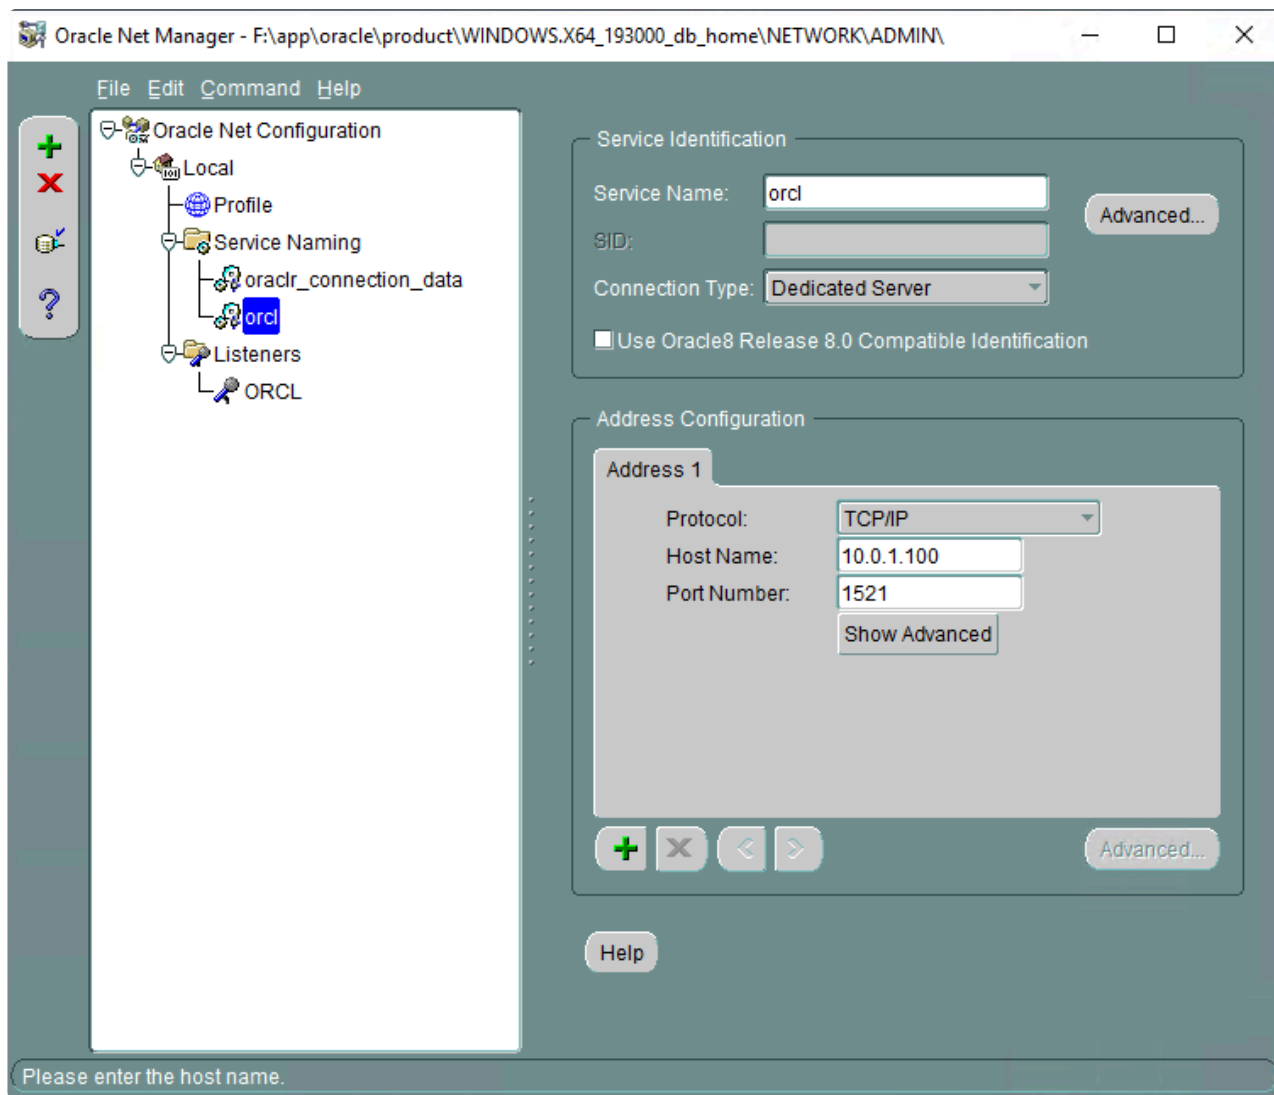 Oracle Net Manager - F:\app\oracle\product\WINDOWS.X64_193000_db_home\NETWORK\ADMIN\
File Edit Command Help
Oracle Net Configuration
Local
Profile
Service Naming
oraclr_connection_data
orcl
Listeners
ORCL
Service Identification
Service Name: orcl
Advanced...
SID:
Connection Type: Dedicated Server
Use Oracle8 Release 8.0 Compatible Identification
Address Configuration
Address 1
Protocol: TCP/IP
Host Name: 10.0.1.100
Port Number: 1521
Show Advanced
Advanced...
Help
Please enter the host name.